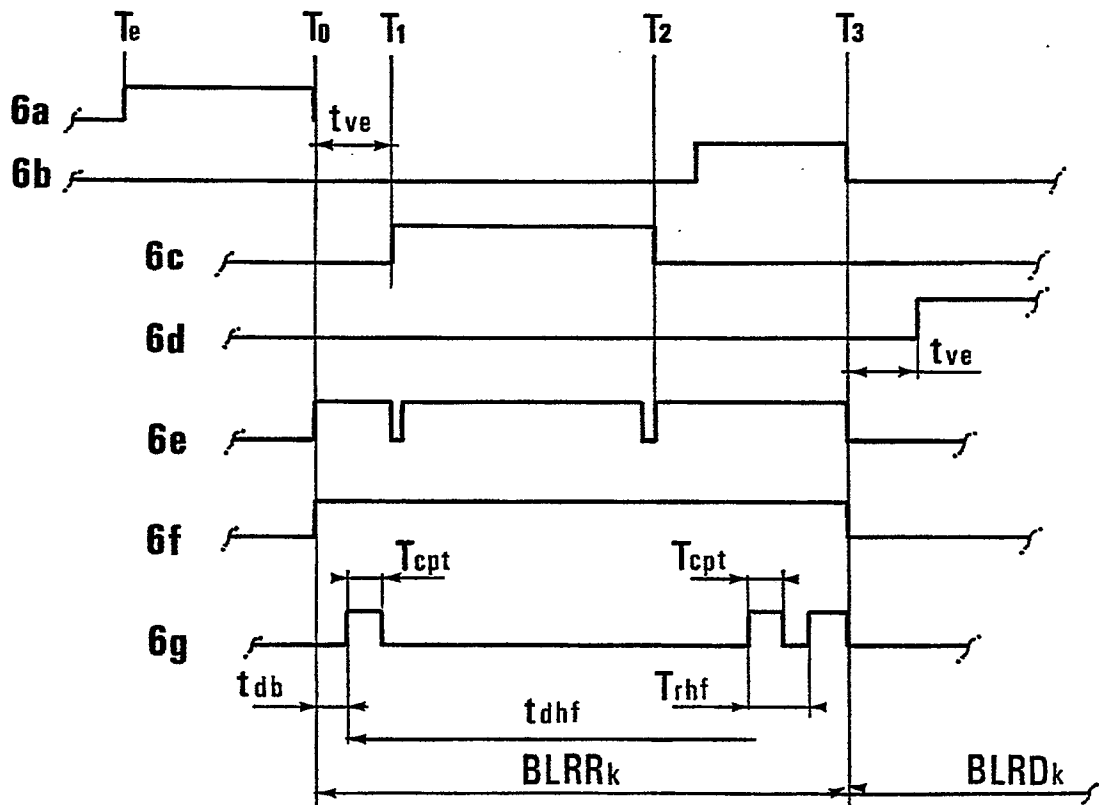 Te T0 T1 T2 T3
6a
tve
6b
6c
6d
tve
6e
6f
Tcpt Tcpt
6g
tdb Trhf
tdhf
BLRRk BLRDk